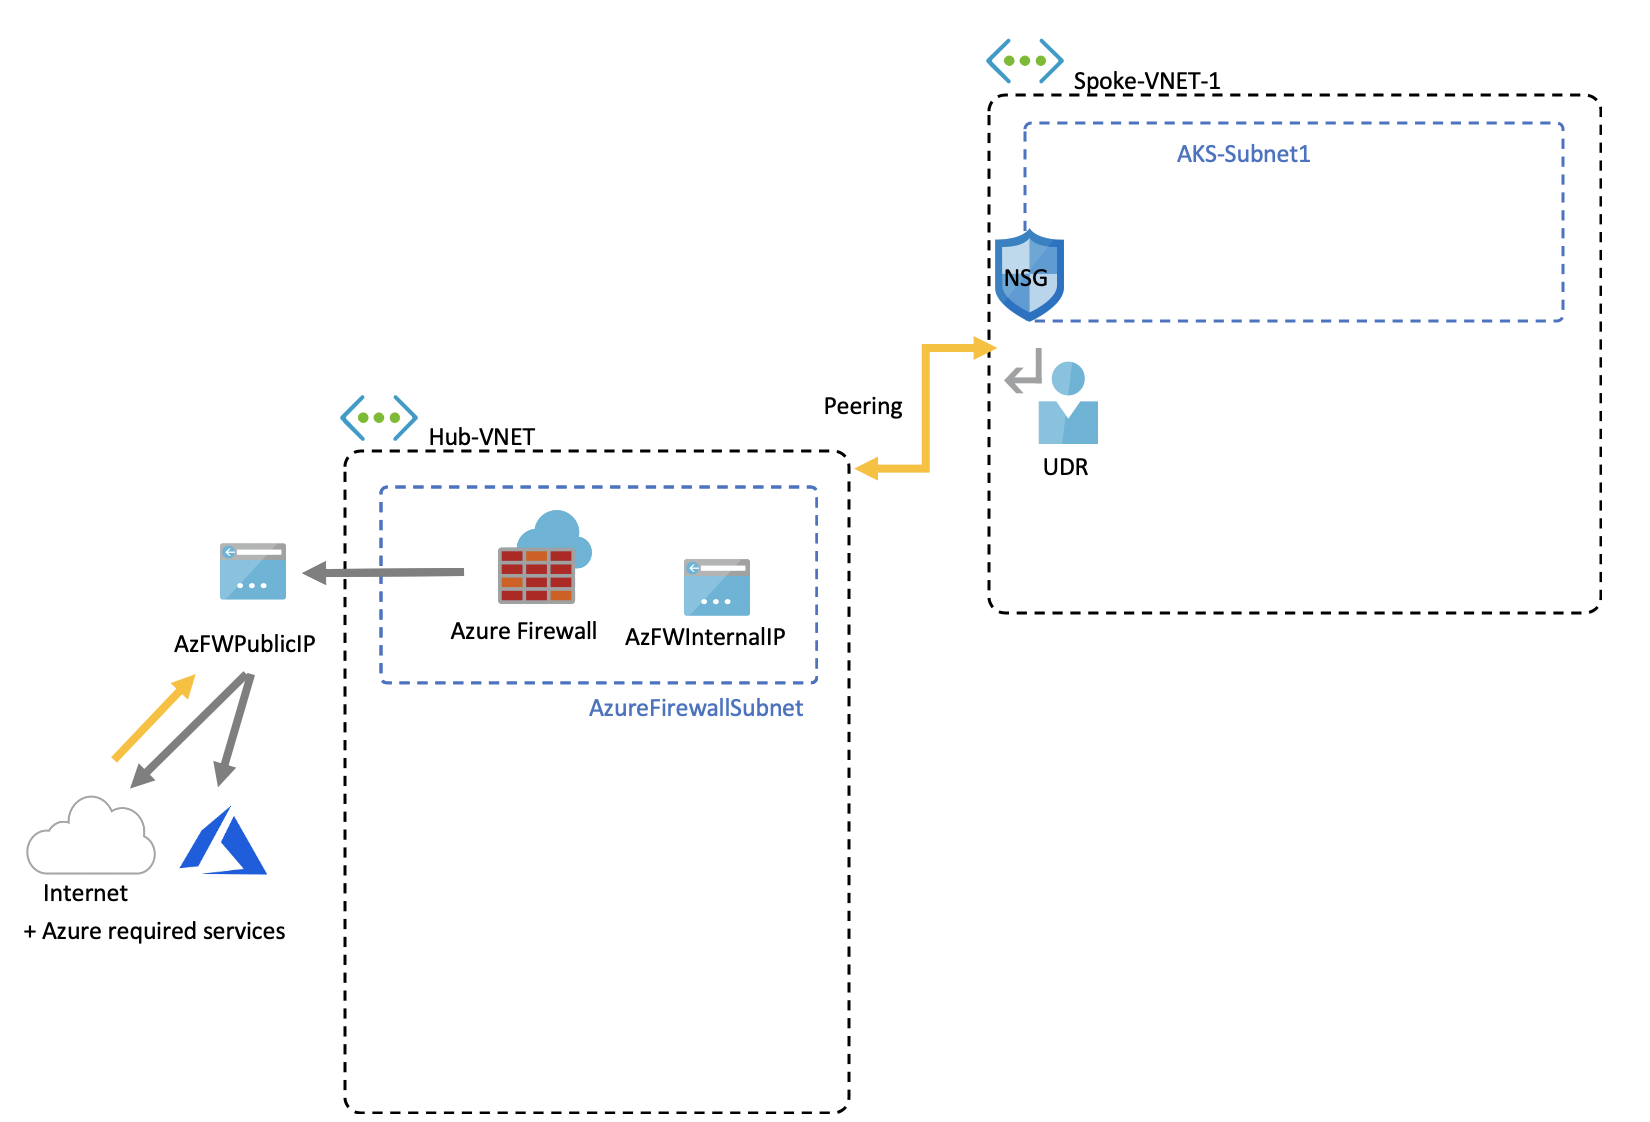 Spoke-VNET-1
AKS-Subnet1
NSG
Peering
UDR
Hub-VNET
Azure Firewall
AzFWInternalIP
AzFWPublicIP
AzureFirewallSubnet
Internet
+ Azure required services